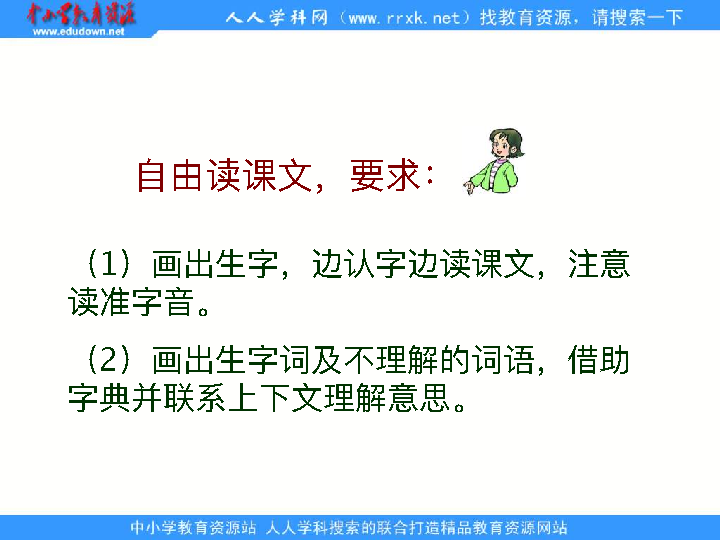 中小学教育资源
www.edudown.net
人人学科网（www.rrxk.net）找教育资源，请搜索一下
自由读课文，要求：
（1）画出生字，边认字边读课文，注意
读准字音。
（2）画出生字词及不理解的词语，借助
字典并联系上下文理解意思。
中小学教育资源站 人人学科搜索的联合打造精品教育资源网站